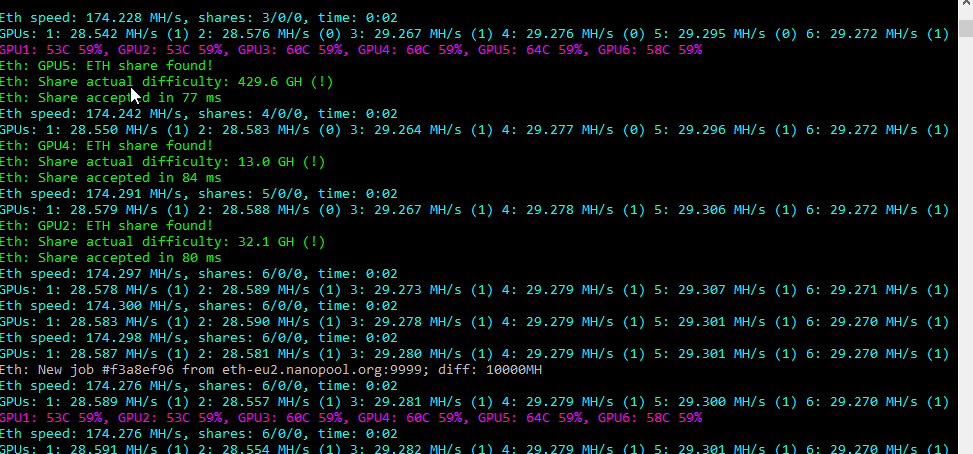 Eth speed: 174.228 MH/s, shares: 3/0/0, time: 0:02
GPUs: 1: 28.542 MH/s (1) 2: 28.576 MH/s (0) 3: 29.267 MH/s (1) 4: 29.276 MH/s (0) 5: 29.295 MH/s (0) 6: 29.272 MH/s (1)
GPU1: 53C 59%, GPU2: 53C 59%, GPU3: 60C 59%, GPU4: 60C 59%, GPU5: 64C 59%, GPU6: 58C 59%
Eth: GPU5: ETH share found!
Eth: Share actual difficulty: 429.6 GH (!)
Eth: Share accepted in 77 ms
Eth speed: 174.242 MH/s, shares: 4/0/0, time: 0:02
GPUs: 1: 28.550 MH/s (1) 2: 28.583 MH/s (0) 3: 29.264 MH/s (1) 4: 29.277 MH/s (0) 5: 29.296 MH/s (1) 6: 29.272 MH/s (1)
Eth: GPU4: ETH share found!
Eth: Share actual difficulty: 13.0 GH (!)
Eth: Share accepted in 84 ms
Eth speed: 174.291 MH/s, shares: 5/0/0, time: 0:02
GPUs: 1: 28.579 MH/s (1) 2: 28.588 MH/s (0) 3: 29.267 MH/s (1) 4: 29.278 MH/s (1) 5: 29.306 MH/s (1) 6: 29.272 MH/s (1)
Eth: GPU2: ETH share found!
Eth: Share actual difficulty: 32.1 GH (!)
Eth: Share accepted in 80 ms
Eth speed: 174.297 MH/s, shares: 6/0/0, time: 0:02
GPUs: 1: 28.578 MH/s (1) 2: 28.589 MH/s (1) 3: 29.273 MH/s (1) 4: 29.279 MH/s (1) 5: 29.307 MH/s (1) 6: 29.271 MH/s (1)
Eth speed: 174.300 MH/s, shares: 6/0/0, time: 0:02
GPUs: 1: 28.583 MH/s (1) 2: 28.590 MH/s (1) 3: 29.278 MH/s (1) 4: 29.279 MH/s (1) 5: 29.301 MH/s (1) 6: 29.270 MH/s (1)
Eth speed: 174.298 MH/s, shares: 6/0/0, time: 0:02
GPUs: 1: 28.587 MH/s (1) 2: 28.581 MH/s (1) 3: 29.280 MH/s (1) 4: 29.279 MH/s (1) 5: 29.301 MH/s (1) 6: 29.270 MH/s (1)
Eth: New job #f3a8ef96 from eth-eu2.nanopool.org:9999; diff: 10000MH
Eth speed: 174.276 MH/s, shares: 6/0/0, time: 0:02
GPUs: 1: 28.589 MH/s (1) 2: 28.557 MH/s (1) 3: 29.281 MH/s (1) 4: 29.279 MH/s (1) 5: 29.300 MH/s (1) 6: 29.270 MH/s (1)
GPU1: 53C 59%, GPU2: 53C 59%, GPU3: 60C 59%, GPU4: 60C 59%, GPU5: 64C 59%, GPU6: 58C 59%
Eth speed: 174.276 MH/s, shares: 6/0/0, time: 0:02
GPUs: 1: 28.591 MH/s (1) 2: 28.554 MH/s (1) 3: 29.282 MH/s (1) 4: 29.279 MH/s (1) 5: 29.301 MH/s (1) 6: 29.270 MH/s (1)